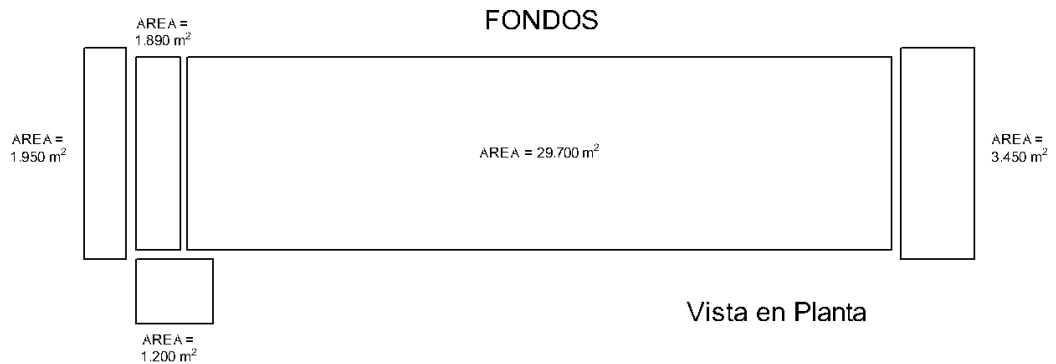 FONDOS
AREA =
1.890 m²
AREA =
1.950 m²
AREA = 29.700 m²
AREA =
3.450 m²
Vista en Planta
AREA =
1.200 m²